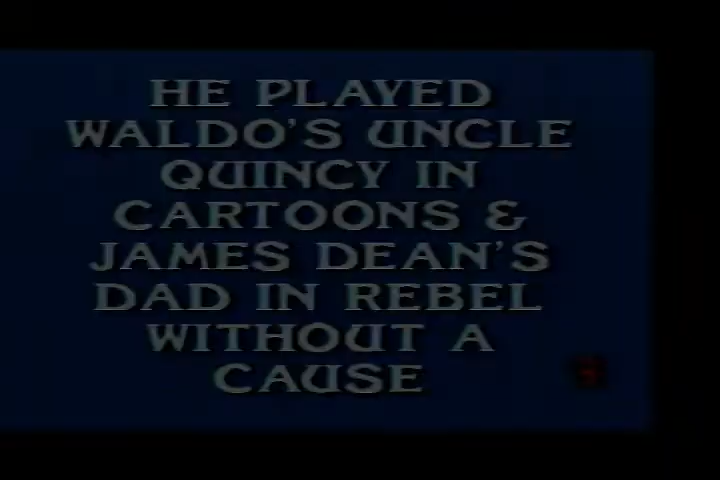 HE PLAYED
WALDO'S UNCLE
QUINCY IN
CARTOONS &
JAMES DEAN'S
DAD IN REBEL
WITHOUT A
CAUSE